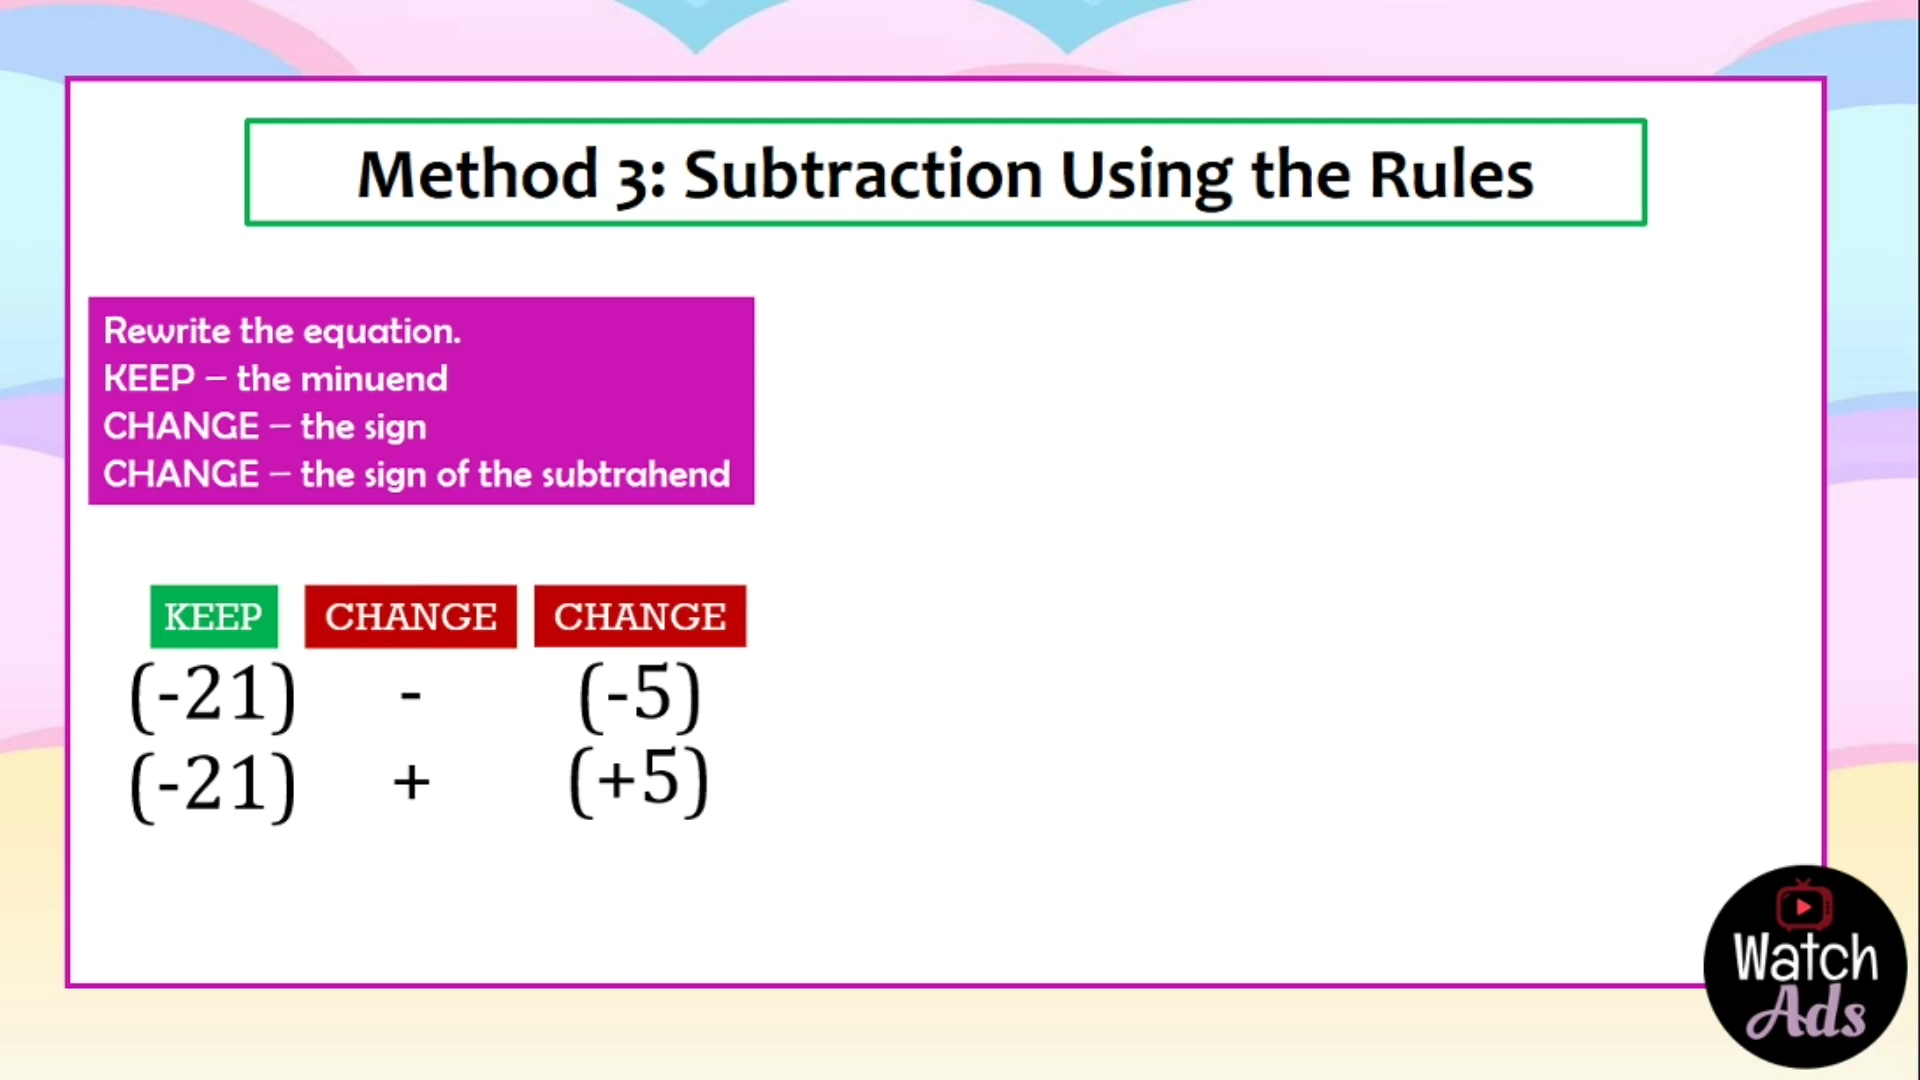 Method 3: Subtraction Using the Rules
Rewrite the equation.
KEEP – the minuend
CHANGE – the sign
CHANGE – the sign of the subtrahend
KEEP CHANGE CHANGE
(-21) - (-5)
(-21) + (+5)
Watch
Ads